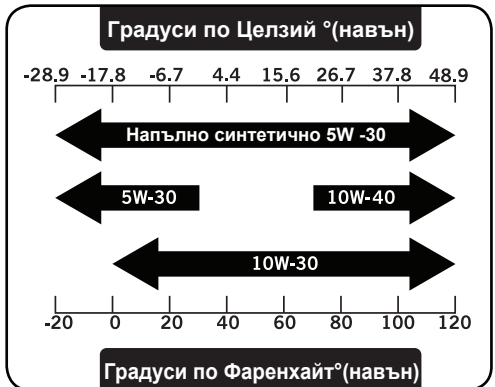 Градуси по Целзий °(навън)
-28.9 -17.8 -6.7 4.4 15.6 26.7 37.8 48.9
Напълно синтетично 5W -30
5W-30 10W-40
10W-30
-20 0 20 40 60 80 100 120
Градуси по Фаренхайт°(навън)